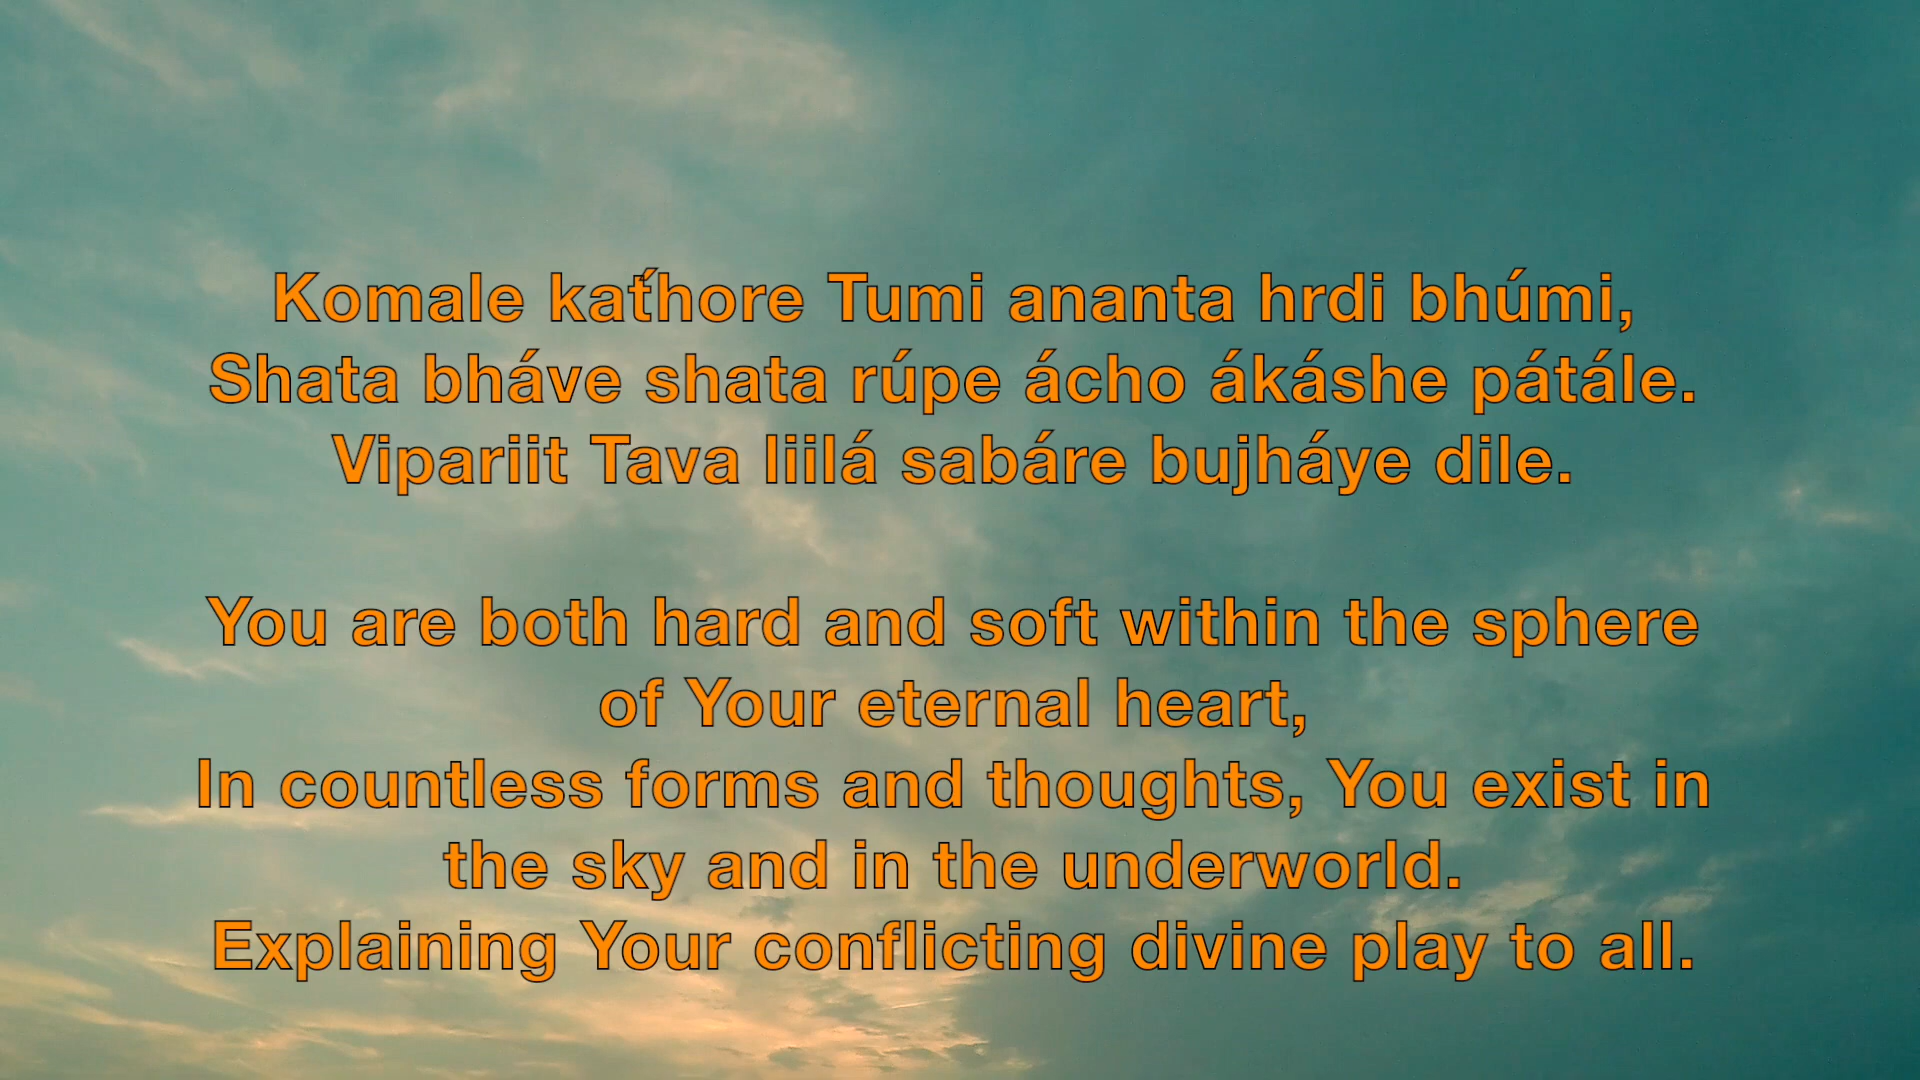 Komale kat́hore Tumi ananta hrdi bhúmi,
Shata bháve shata rúpe ácho ákáshe pátále.
Vipariit Tava liilá sabáre bujháye dile.
You are both hard and soft within the sphere
of Your eternal heart,
In countless forms and thoughts, You exist in
the sky and in the underworld.
Explaining Your conflicting divine play to all.